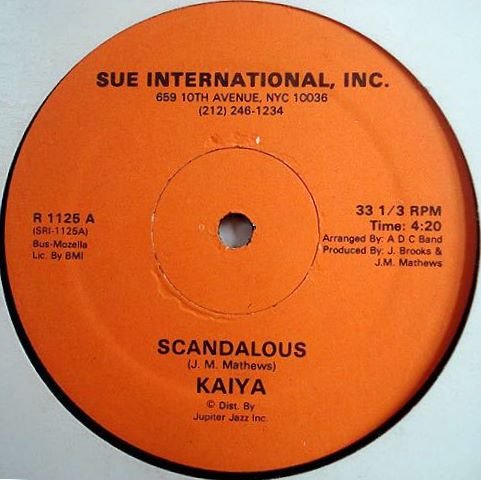 SUE INTERNATIONAL, INC.
659 10TH AVENUE, NYC 10036
(212) 246-1234
R 1125 A
(SRI-1125A)
Bus-Mozella
Lic. By BMI
33 1/3 RPM
Time: 4:20
Arranged By: A D C Band
Produced By: J. Brooks &
J.M. Mathews
SCANDALOUS
(J. M. Mathews)
KAIYA
© Dist. By
Jupiter Jazz Inc.